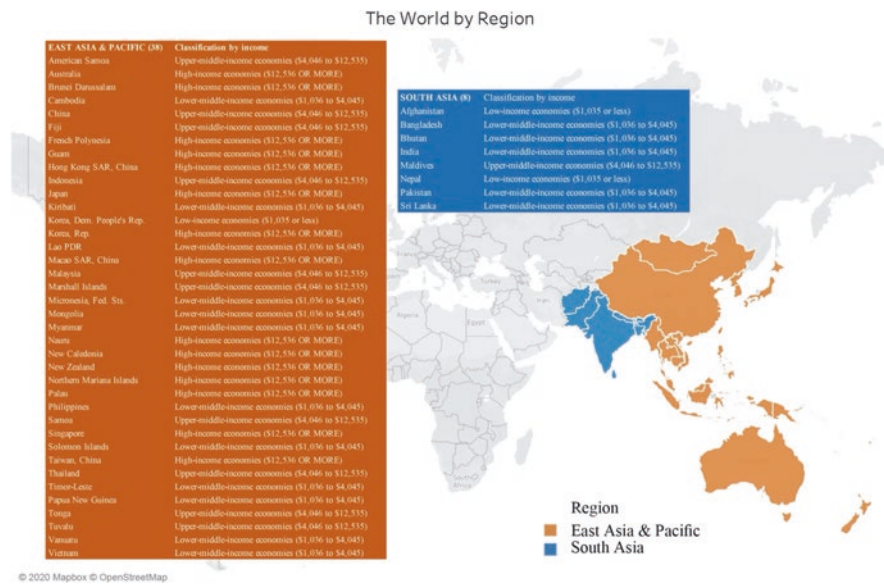 The World by Region
EAST ASIA & PACIFIC (38) Classification by income
American Samoa Upper-middle-income economies ($4,046 to $12,535)
Australia High-income economies ($12,536 OR MORE)
Brunei Darussalam High-income economies ($12,536 OR MORE)
Cambodia Lower-middle-income economies ($1,036 to $4,045)
China Upper-middle-income economies ($4,046 to $12,535)
Fiji Upper-middle-income economies ($4,046 to $12,535)
French Polynesia High-income economies ($12,536 OR MORE)
Guam High-income economies ($12,536 OR MORE)
Hong Kong SAR, China High-income economies ($12,536 OR MORE)
Indonesia Upper-middle-income economies ($4,046 to $12,535)
Japan High-income economies ($12,536 OR MORE)
Kiribati Lower-middle-income economies ($1,036 to $4,045)
Korea, Dem. People's Rep. Low-income economies ($1,035 or less)
Korea, Rep. High-income economies ($12,536 OR MORE)
Lao PDR Lower-middle-income economies ($1,036 to $4,045)
Macao SAR, China High-income economies ($12,536 OR MORE)
Malaysia Upper-middle-income economies ($4,046 to $12,535)
Marshall Islands Upper-middle-income economies ($4,046 to $12,535)
Micronesia, Fed. Sts. Lower-middle-income economies ($1,036 to $4,045)
Mongolia Lower-middle-income economies ($1,036 to $4,045)
Myanmar Lower-middle-income economies ($1,036 to $4,045)
Nauru High-income economies ($12,536 OR MORE)
New Caledonia High-income economies ($12,536 OR MORE)
New Zealand High-income economies ($12,536 OR MORE)
Northern Mariana Islands High-income economies ($12,536 OR MORE)
Palau High-income economies ($12,536 OR MORE)
Philippines Lower-middle-income economies ($1,036 to $4,045)
Samoa Upper-middle-income economies ($4,046 to $12,535)
Singapore High-income economies ($12,536 OR MORE)
Solomon Islands Lower-middle-income economies ($1,036 to $4,045)
Taiwan, China High-income economies ($12,536 OR MORE)
Thailand Upper-middle-income economies ($4,046 to $12,535)
Timor-Leste Lower-middle-income economies ($1,036 to $4,045)
Papua New Guinea Lower-middle-income economies ($1,036 to $4,045)
Tonga Upper-middle-income economies ($4,046 to $12,535)
Tuvalu Upper-middle-income economies ($4,046 to $12,535)
Vanuatu Lower-middle-income economies ($1,036 to $4,045)
Vietnam Lower-middle-income economies ($1,036 to $4,045)
SOUTH ASIA (8) Classification by income
Afghanistan Low-income economies ($1,035 or less)
Bangladesh Lower-middle-income economies ($1,036 to $4,045)
Bhutan Lower-middle-income economies ($1,036 to $4,045)
India Lower-middle-income economies ($1,036 to $4,045)
Maldives Upper-middle-income economies ($4,046 to $12,535)
Nepal Low-income economies ($1,035 or less)
Pakistan Lower-middle-income economies ($1,036 to $4,045)
Sri Lanka Lower-middle-income economies ($1,036 to $4,045)
France
Turkey
Iran
Algeria
Egypt
South
Africa
Region
East Asia & Pacific
South Asia
© 2020 Mapbox © OpenStreetMap